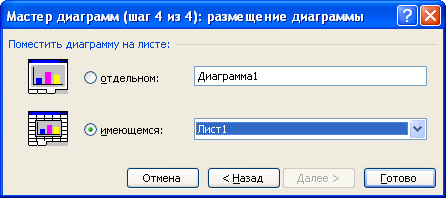 Мастер диаграмм (шаг 4 из 4): размещение диаграммы
Поместить диаграмму на листе:
отдельном: Диаграмма1
имеющемся: Лист1
Отмена < Назад Далее > Готово